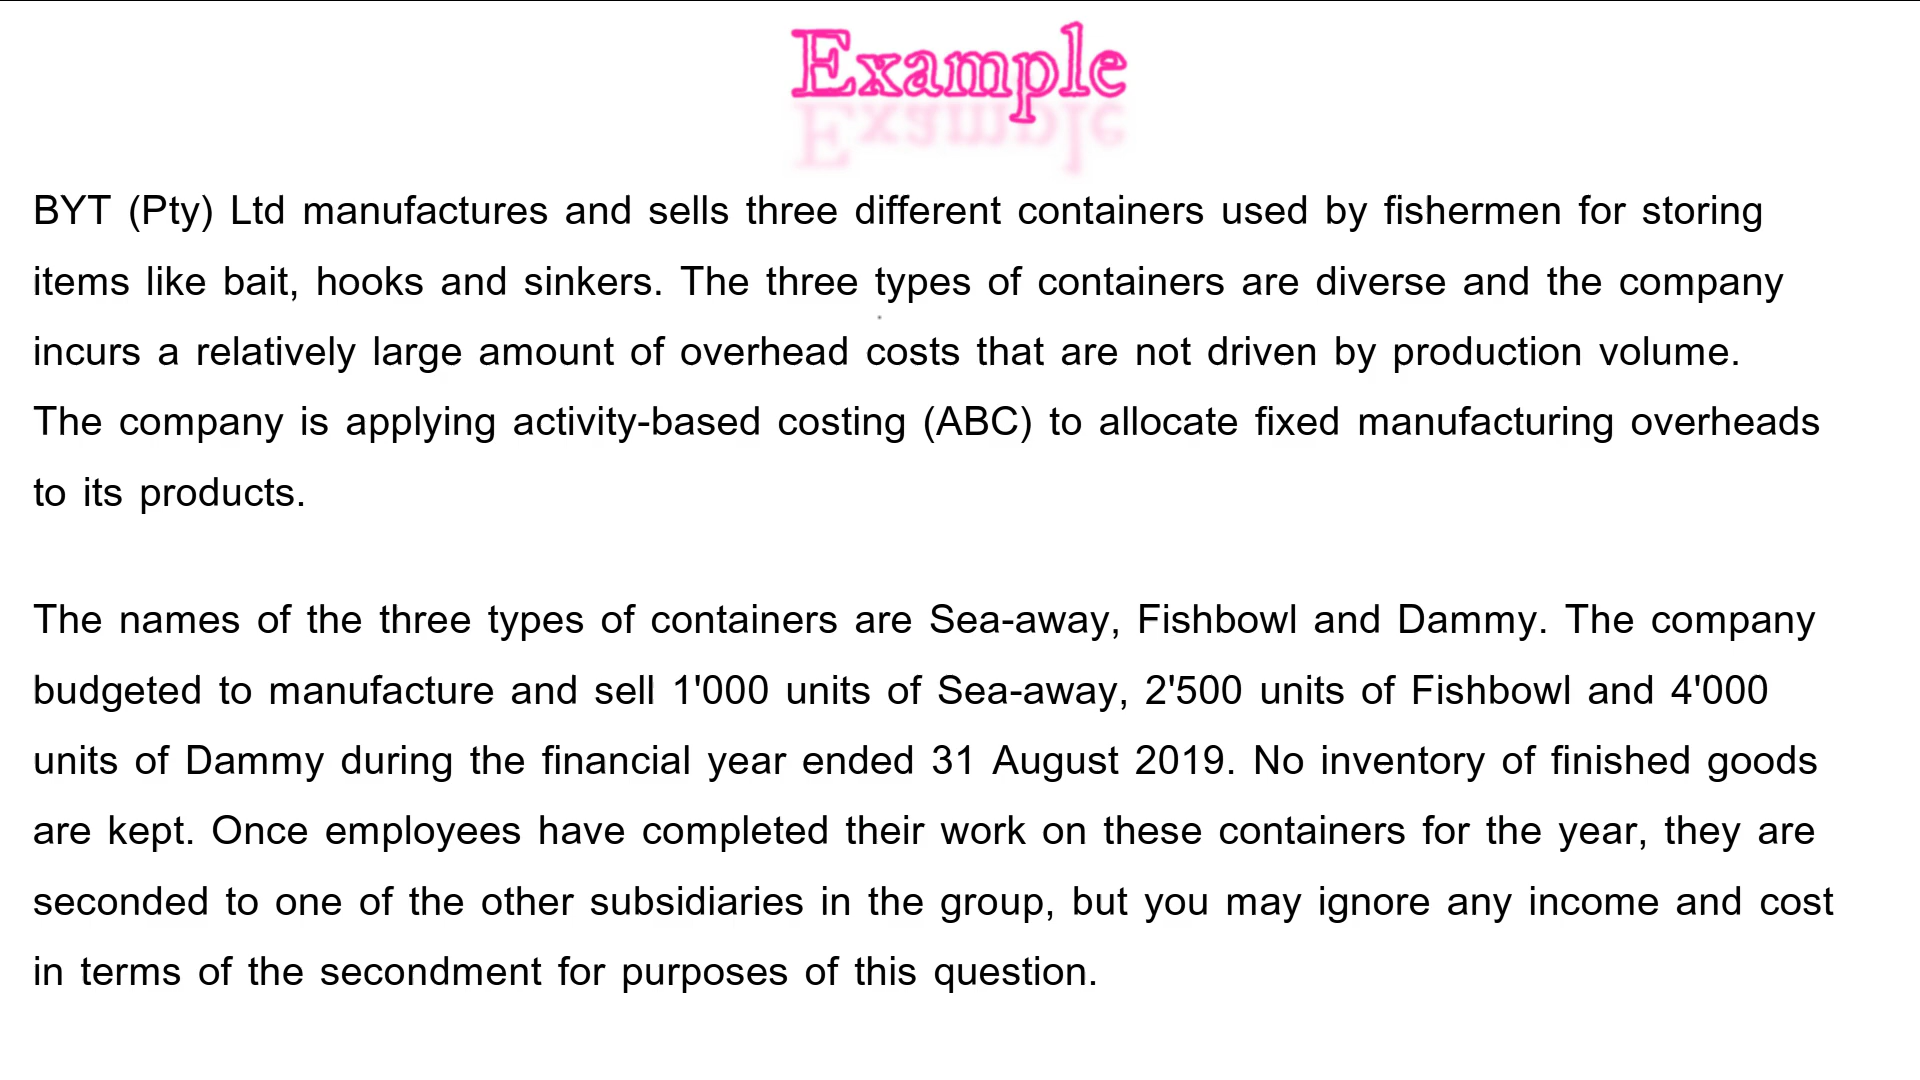 Example
BYT (Pty) Ltd manufactures and sells three different containers used by fishermen for storing
items like bait, hooks and sinkers. The three types of containers are diverse and the company
incurs a relatively large amount of overhead costs that are not driven by production volume.
The company is applying activity-based costing (ABC) to allocate fixed manufacturing overheads
to its products.
The names of the three types of containers are Sea-away, Fishbowl and Dammy. The company
budgeted to manufacture and sell 1'000 units of Sea-away, 2'500 units of Fishbowl and 4'000
units of Dammy during the financial year ended 31 August 2019. No inventory of finished goods
are kept. Once employees have completed their work on these containers for the year, they are
seconded to one of the other subsidiaries in the group, but you may ignore any income and cost
in terms of the secondment for purposes of this question.